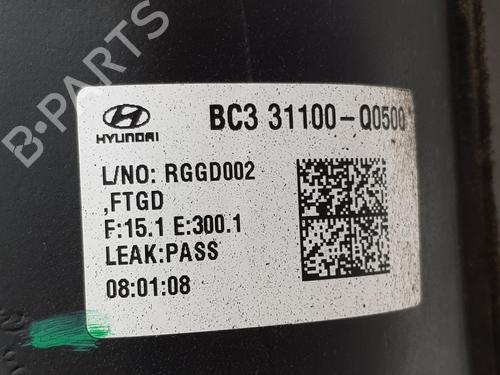 B-PARTS
HYUNDAI
BC3 31100-Q0500
L/NO: RGGD002
,FTGD
F:15.1 E:300.1
LEAK:PASS
08:01:08